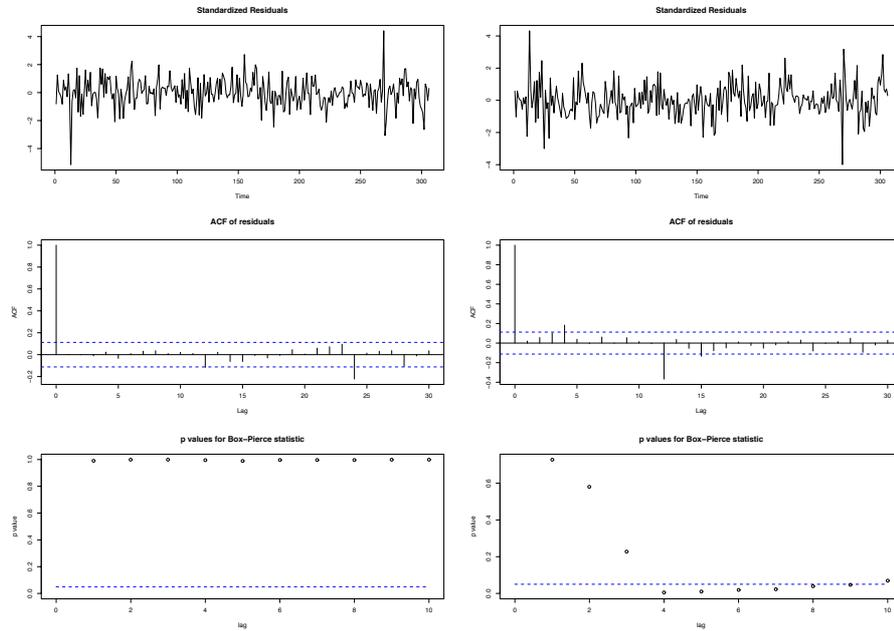 Standardized Residuals
4
2
0
-2
-4
0 50 100 150 200 250 300
Time
ACF of residuals
1.0
0.8
0.6
0.4
0.2
0.0
-0.2
ACF
0 5 10 15 20 25 30
Lag
p values for Box–Pierce statistic
1.0
0.8
0.6
0.4
0.2
0.0
p value
0 2 4 6 8 10
lag
Standardized Residuals
4
2
0
-2
-4
0 50 100 150 200 250 300
Time
ACF of residuals
1.0
0.8
0.6
0.4
0.2
0.0
-0.2
-0.4
ACF
0 5 10 15 20 25 30
Lag
p values for Box–Pierce statistic
0.6
0.4
0.2
0.0
p value
0 2 4 6 8 10
lag